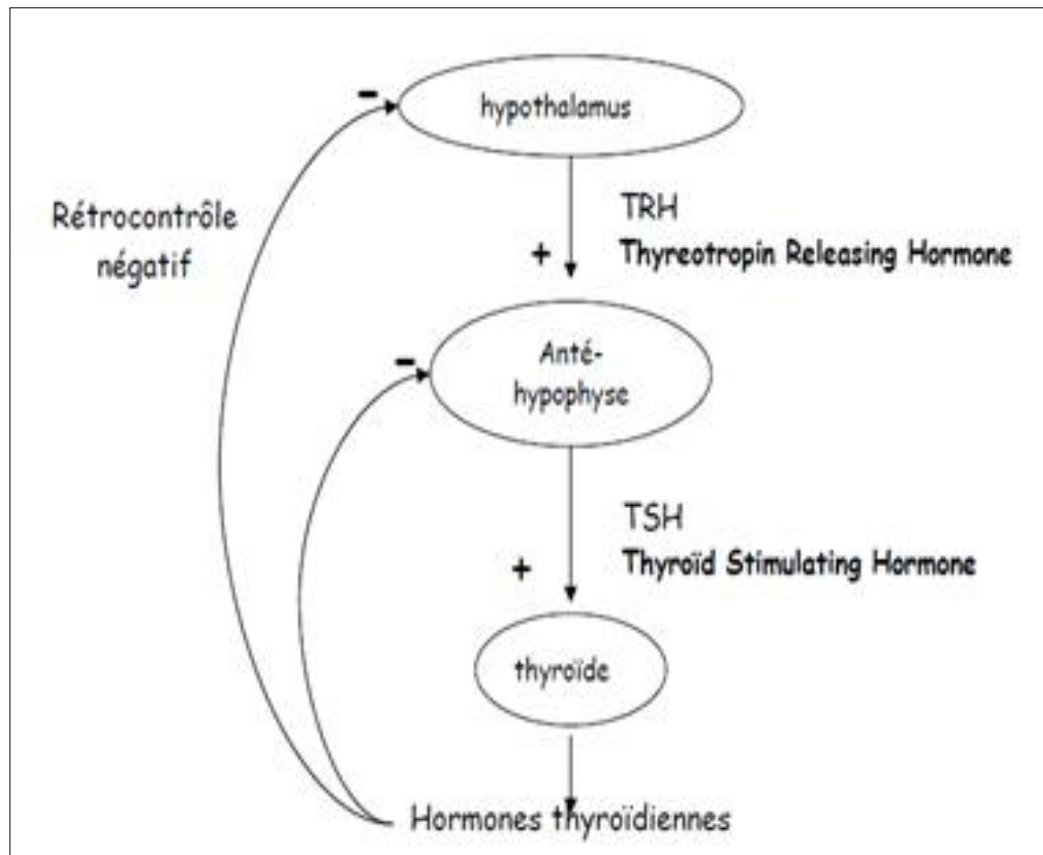 -
hypothalamus
Rétrocontrôle
négatif
TRH
+
Thyreotropin Releasing Hormone
-
Anté-
hypophyse
TSH
+
Thyroïd Stimulating Hormone
thyroïde
Hormones thyroïdiennes